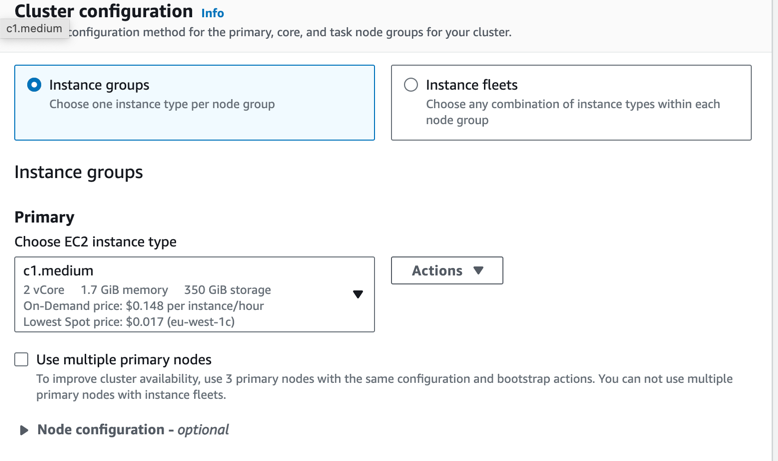 Cluster configuration Info
c1.medium
configuration method for the primary, core, and task node groups for your cluster.
Instance groups
Choose one instance type per node group
Instance fleets
Choose any combination of instance types within each
node group
Instance groups
Primary
Choose EC2 instance type
c1.medium
2 vCore 1.7 GiB memory 350 GiB storage
On-Demand price: $0.148 per instance/hour
Lowest Spot price: $0.017 (eu-west-1c)
Actions
Use multiple primary nodes
To improve cluster availability, use 3 primary nodes with the same configuration and bootstrap actions. You can not use multiple
primary nodes with instance fleets.
Node configuration - optional